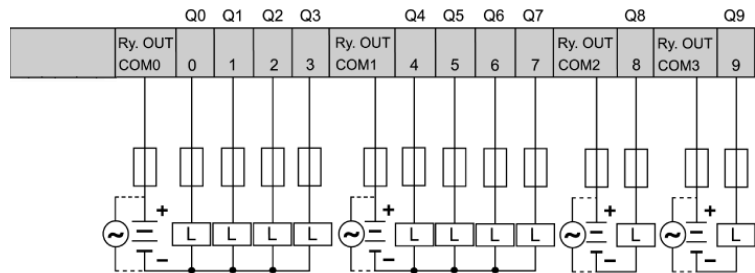 Q0 Q1 Q2 Q3 Q4 Q5 Q6 Q7 Q8 Q9
Ry. OUT Ry. OUT Ry. OUT Ry. OUT
COM0 0 1 2 3 COM1 4 5 6 7 COM2 8 COM3 9
+ + + +
~ L L L L ~ L L L L ~ L ~ L
− − − −